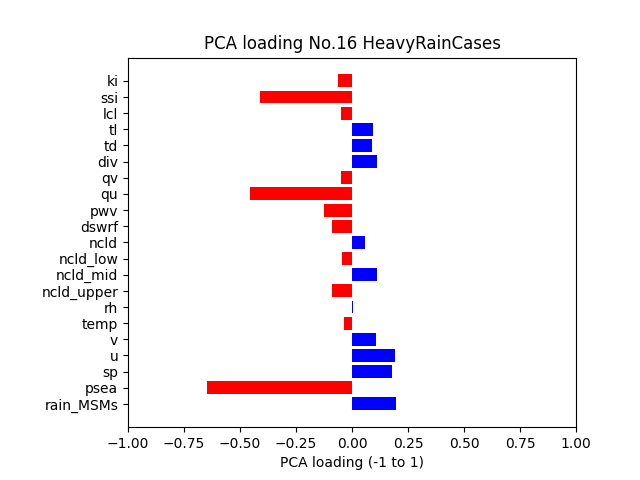 PCA loading No.16 HeavyRainCases
ki
ssi
lcl
tl
td
div
qv
qu
pwv
dswrf
ncld
ncld_low
ncld_mid
ncld_upper
rh
temp
v
u
sp
psea
rain_MSMs
−1.00 −0.75 −0.50 −0.25 0.00 0.25 0.50 0.75 1.00
PCA loading (-1 to 1)